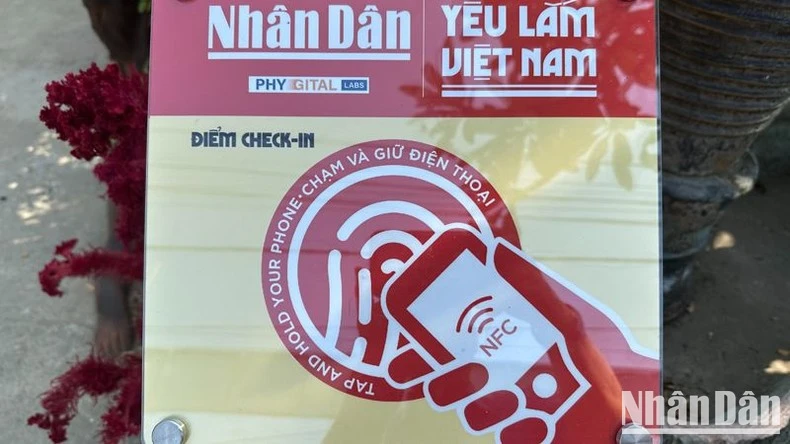 Nhân Dân
YÊU LẮM
VIỆT NAM
PHYGITAL LABS
ĐIỂM CHECK-IN
TAP AND HOLD YOUR PHONE • CHẠM VÀ GIỮ ĐIỆN THOẠI
NFC
Nhân Dân